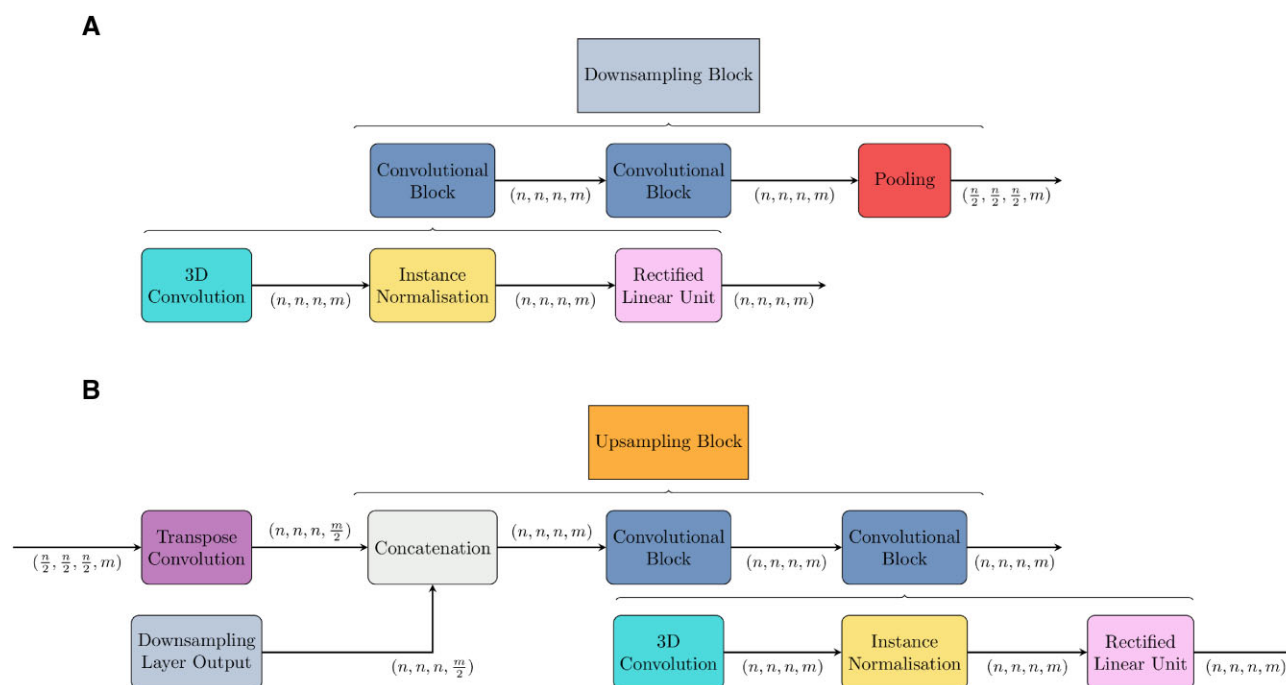 A
Downsampling Block
Convolutional
Block
(n, n, n, m)
Convolutional
Block
(n, n, n, m)
Pooling
(n/2, n/2, n/2, m)
3D
Convolution
(n, n, n, m)
Instance
Normalisation
(n, n, n, m)
Rectified
Linear Unit
(n, n, n, m)
B
Upsampling Block
(n/2, n/2, n/2, m)
Transpose
Convolution
(n, n, n, m/2)
Concatenation
(n, n, n, m)
Convolutional
Block
(n, n, n, m)
Convolutional
Block
(n, n, n, m)
Downsampling
Layer Output
(n, n, n, m/2)
3D
Convolution
(n, n, n, m)
Instance
Normalisation
(n, n, n, m)
Rectified
Linear Unit
(n, n, n, m)